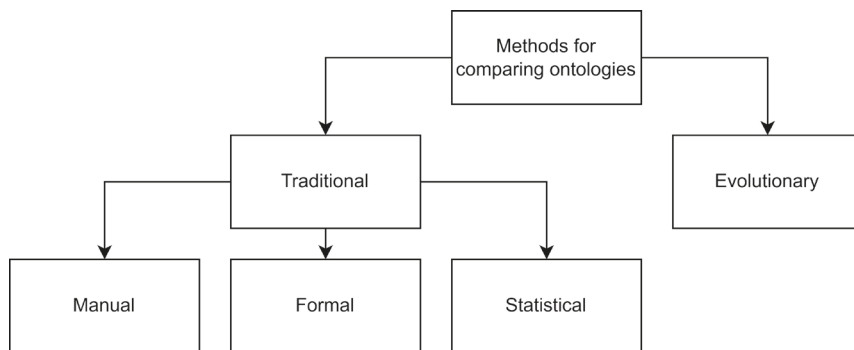 Methods for
comparing ontologies
Traditional
Evolutionary
Manual
Formal
Statistical